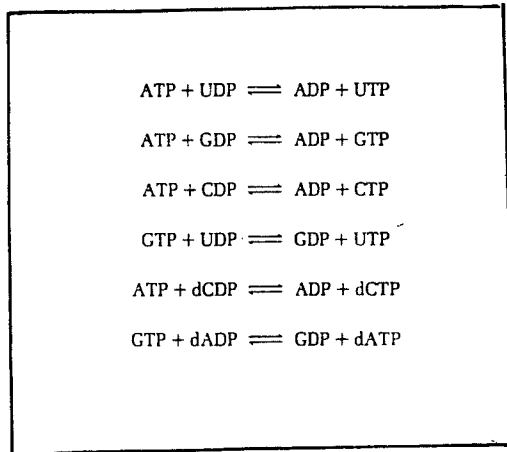 ATP + UDP ⇌ ADP + UTP
ATP + GDP ⇌ ADP + GTP
ATP + CDP ⇌ ADP + CTP
GTP + UDP ⇌ GDP + UTP
ATP + dCDP ⇌ ADP + dCTP
GTP + dADP ⇌ GDP + dATP